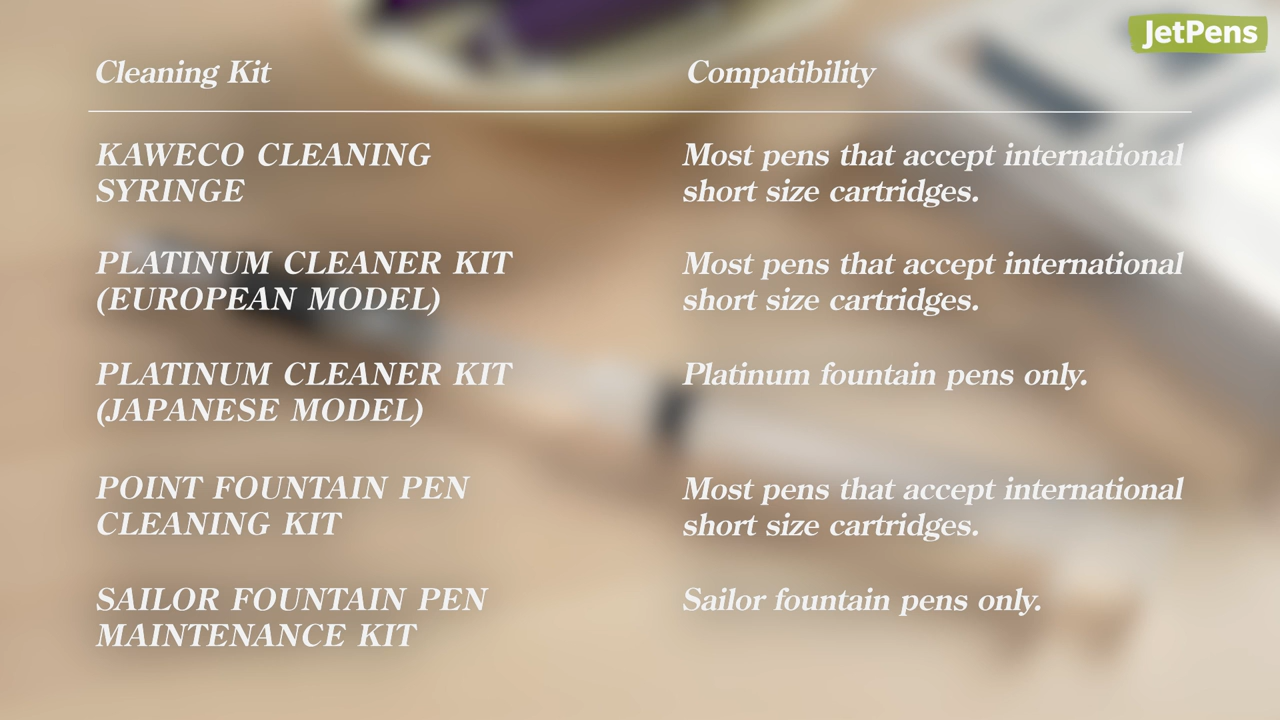 JetPens
Cleaning Kit Compatibility
KAWECO CLEANING Most pens that accept international
SYRINGE short size cartridges.
PLATINUM CLEANER KIT Most pens that accept international
(EUROPEAN MODEL) short size cartridges.
PLATINUM CLEANER KIT Platinum fountain pens only.
(JAPANESE MODEL)
POINT FOUNTAIN PEN Most pens that accept international
CLEANING KIT short size cartridges.
SAILOR FOUNTAIN PEN Sailor fountain pens only.
MAINTENANCE KIT